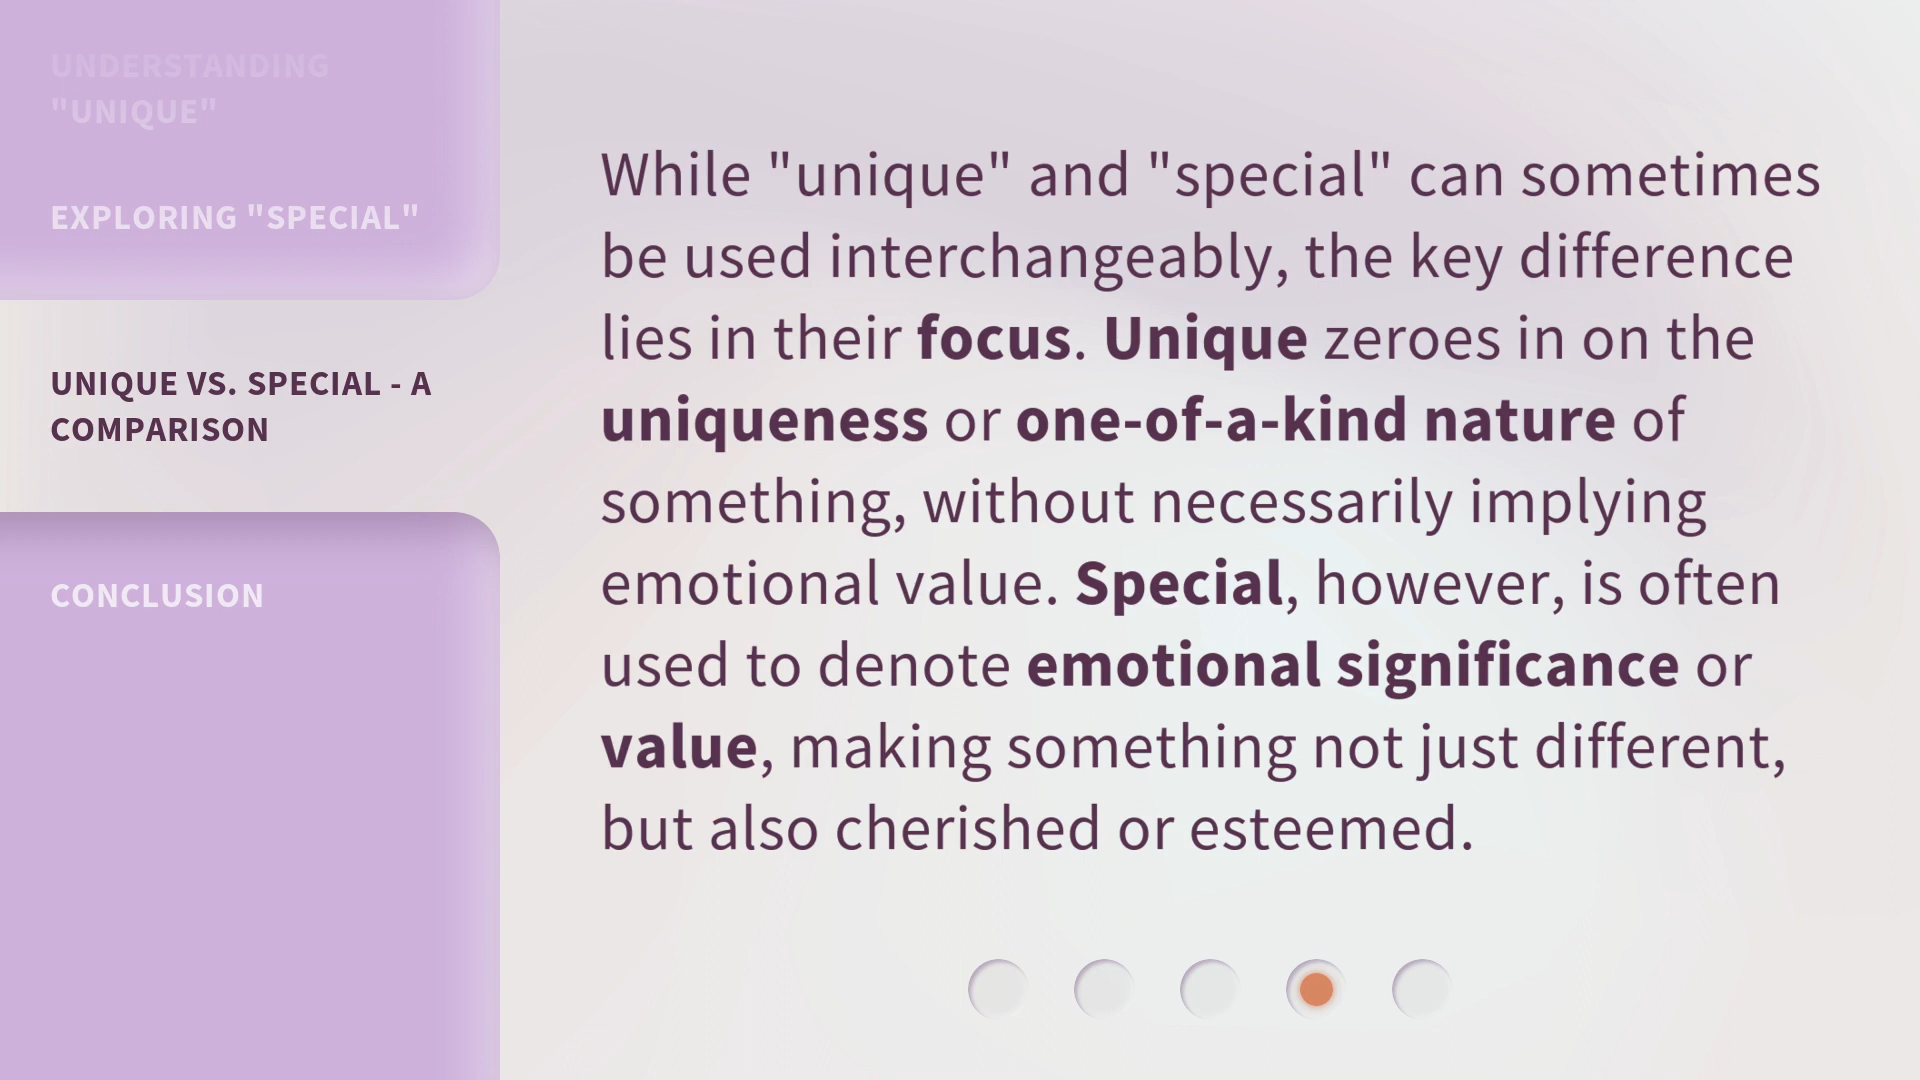 UNDERSTANDING
"UNIQUE"
EXPLORING "SPECIAL"
UNIQUE VS. SPECIAL - A
COMPARISON
CONCLUSION
While "unique" and "special" can sometimes
be used interchangeably, the key difference
lies in their focus. Unique zeroes in on the
uniqueness or one-of-a-kind nature of
something, without necessarily implying
emotional value. Special, however, is often
used to denote emotional significance or
value, making something not just different,
but also cherished or esteemed.